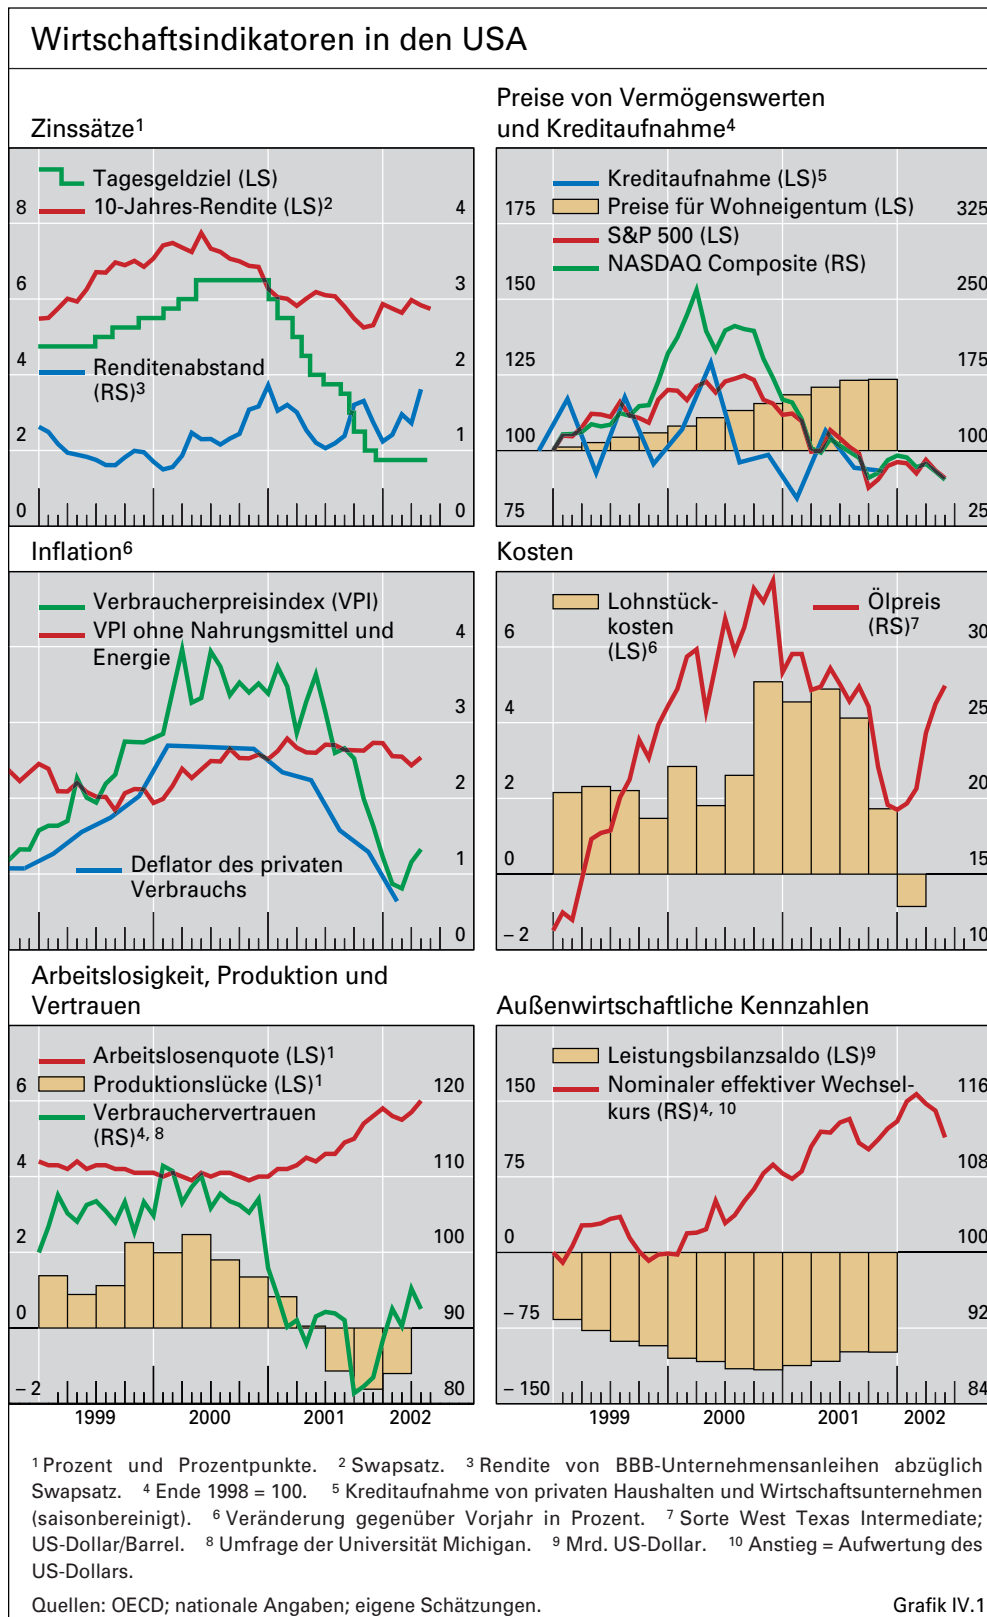 Wirtschaftsindikatoren in den USA
Zinssätze¹
Tagesgeldziel (LS)
10-Jahres-Rendite (LS)²
Renditenabstand
(RS)³
8
6
4
2
0
4
3
2
1
0
Preise von Vermögenswerten
und Kreditaufnahme⁴
Kreditaufnahme (LS)⁵
Preise für Wohneigentum (LS)
S&P 500 (LS)
NASDAQ Composite (RS)
175
150
125
100
75
325
250
175
100
25
Inflation⁶
Verbraucherpreisindex (VPI)
VPI ohne Nahrungsmittel und
Energie
Deflator des privaten
Verbrauchs
4
3
2
1
0
Kosten
Lohnstück-
kosten
(LS)⁶
Ölpreis
(RS)⁷
6
4
2
0
– 2
30
25
20
15
10
Arbeitslosigkeit, Produktion und
Vertrauen
Arbeitslosenquote (LS)¹
Produktionslücke (LS)¹
Verbrauchervertrauen
(RS)⁴˒ ⁸
6
4
2
0
– 2
120
110
100
90
80
1999 2000 2001 2002
Außenwirtschaftliche Kennzahlen
Leistungsbilanzsaldo (LS)⁹
Nominaler effektiver Wechsel-
kurs (RS)⁴˒ ¹⁰
150
75
0
– 75
– 150
116
108
100
92
84
1999 2000 2001 2002
¹ Prozent und Prozentpunkte. ² Swapsatz. ³ Rendite von BBB-Unternehmensanleihen abzüglich
Swapsatz. ⁴ Ende 1998 = 100. ⁵ Kreditaufnahme von privaten Haushalten und Wirtschaftsunternehmen
(saisonbereinigt). ⁶ Veränderung gegenüber Vorjahr in Prozent. ⁷ Sorte West Texas Intermediate;
US-Dollar/Barrel. ⁸ Umfrage der Universität Michigan. ⁹ Mrd. US-Dollar. ¹⁰ Anstieg = Aufwertung des
US-Dollars.
Quellen: OECD; nationale Angaben; eigene Schätzungen. Grafik IV.1